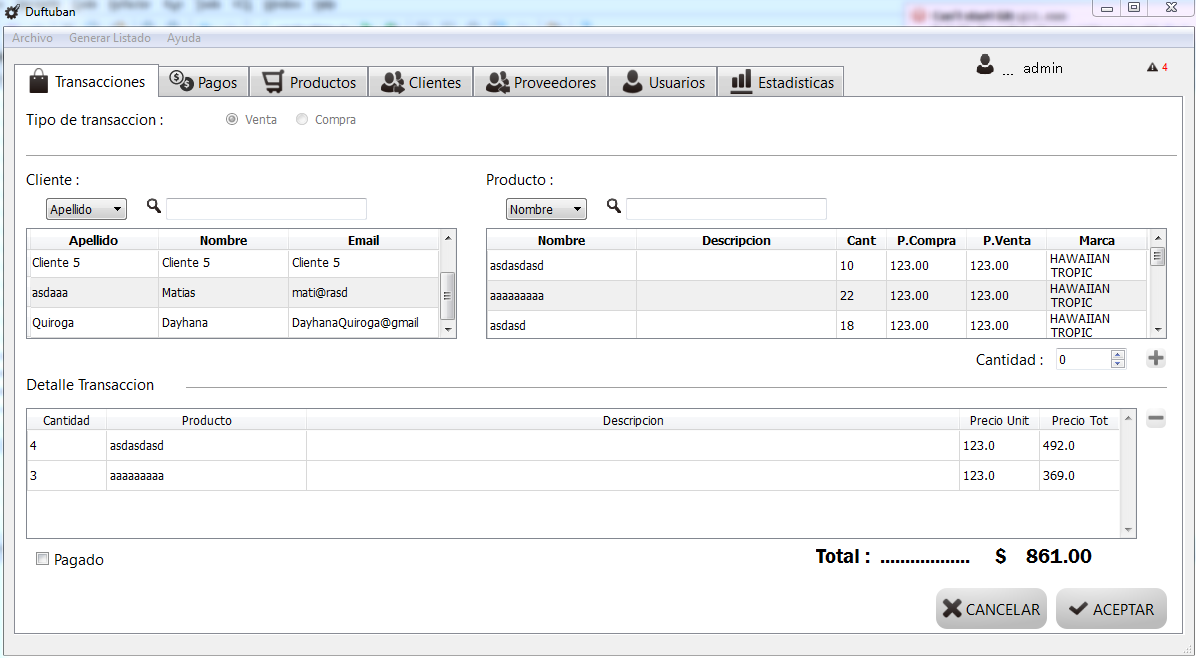 Duftuban
Can't start Git:
Archivo Generar Listado Ayuda
Transacciones Pagos Productos Clientes Proveedores Usuarios Estadisticas
... admin 4
Tipo de transaccion : Venta Compra
Cliente : Producto :
Apellido Nombre
Apellido Nombre Email Nombre Descripcion Cant P.Compra P.Venta Marca
Cliente 5 Cliente 5 Cliente 5 asdasdasd 10 123.00 123.00 HAWAIIAN TROPIC
asdaaa Matias mati@rasd aaaaaaaaa 22 123.00 123.00 HAWAIIAN TROPIC
Quiroga Dayhana DayhanaQuiroga@gmail asdasd 18 123.00 123.00 HAWAIIAN TROPIC
Cantidad : 0
Detalle Transaccion
Cantidad Producto Descripcion Precio Unit Precio Tot
4 asdasdasd 123.0 492.0
3 aaaaaaaaa 123.0 369.0
Pagado
Total : .................. $ 861.00
CANCELAR ACEPTAR